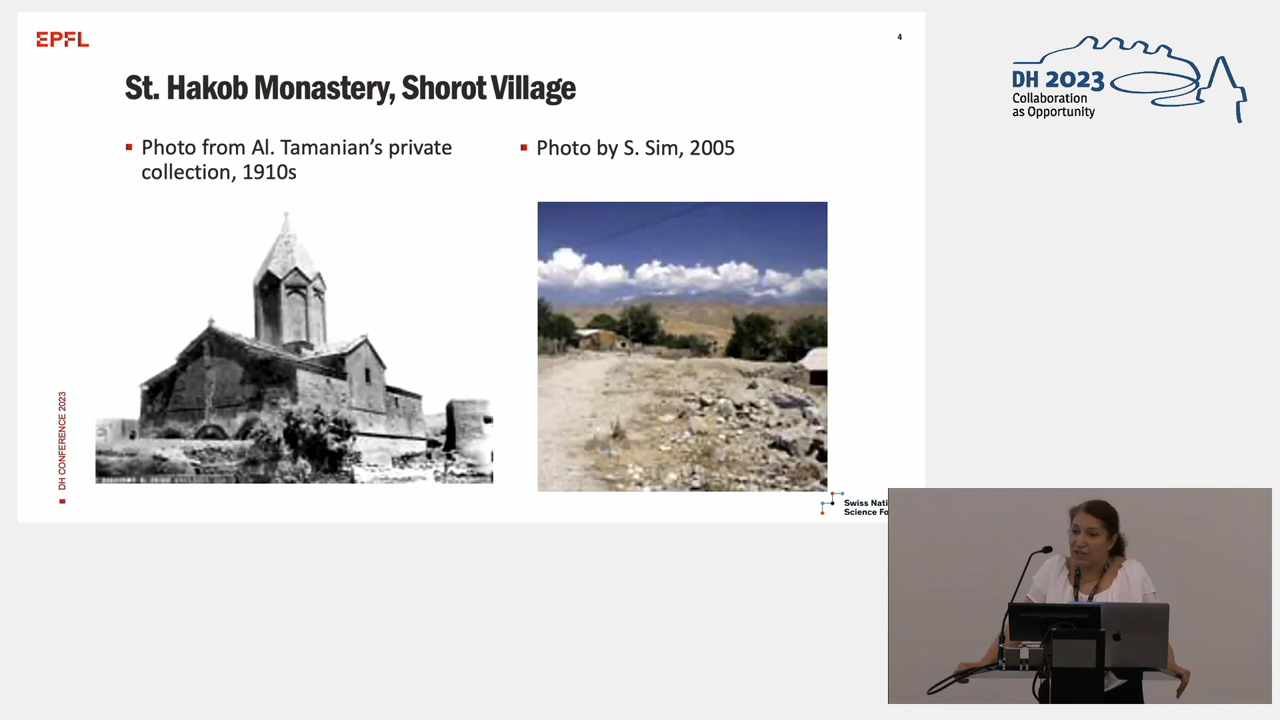 EPFL
4
St. Hakob Monastery, Shorot Village
▪ Photo from Al. Tamanian's private
collection, 1910s
▪ Photo by S. Sim, 2005
▪ DH CONFERENCE 2023
Swiss Nati
Science Fo
DH 2023
Collaboration
as Opportunity